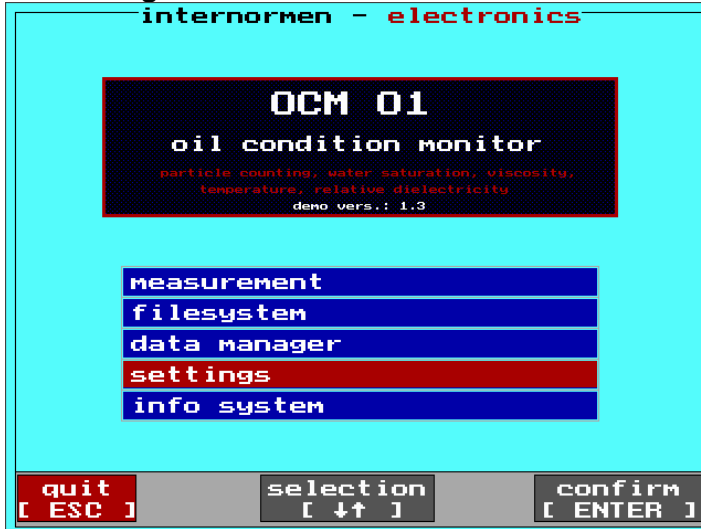 internormen - electronics
OCM 01
oil condition monitor
particle counting, water saturation, viscosity,
temperature, relative dielectricity
demo vers.: 1.3
measurement
filesystem
data manager
settings
info system
quit
[ ESC ]
selection
[ ↓↑ ]
confirm
[ ENTER ]